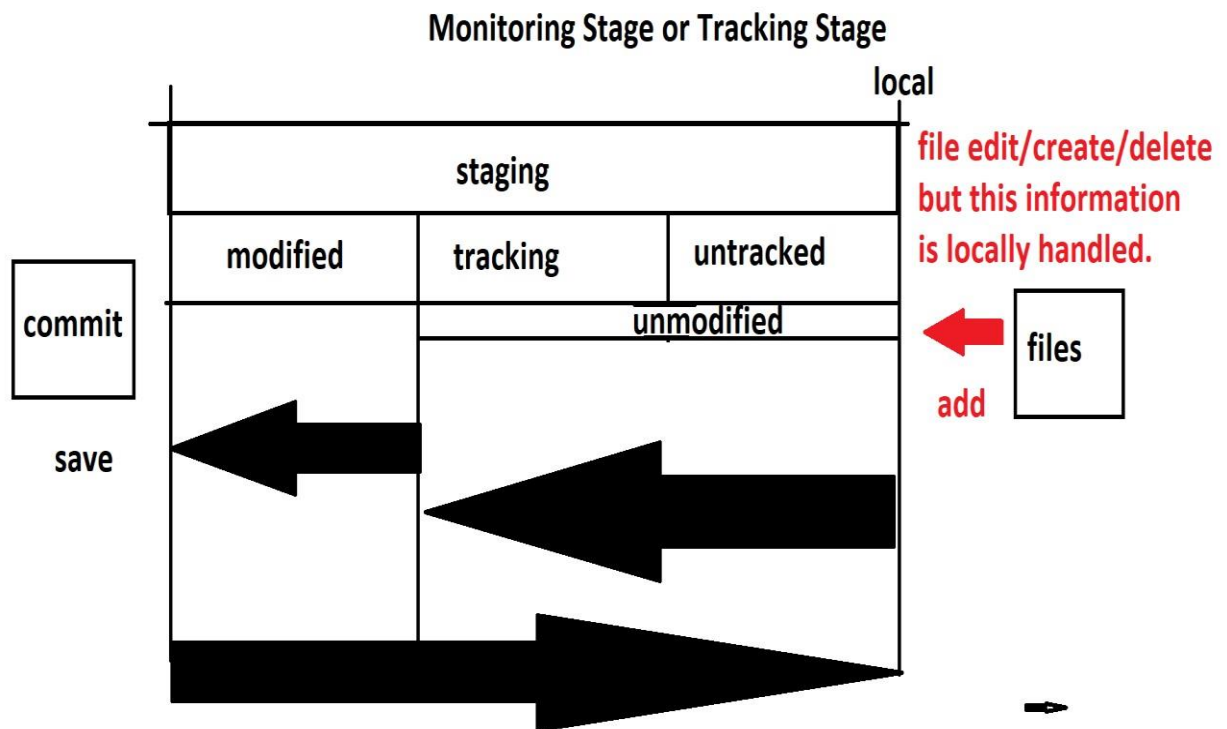 Monitoring Stage or Tracking Stage
local
staging
file edit/create/delete
but this information
is locally handled.
modified
tracking
untracked
unmodified
commit
files
add
save